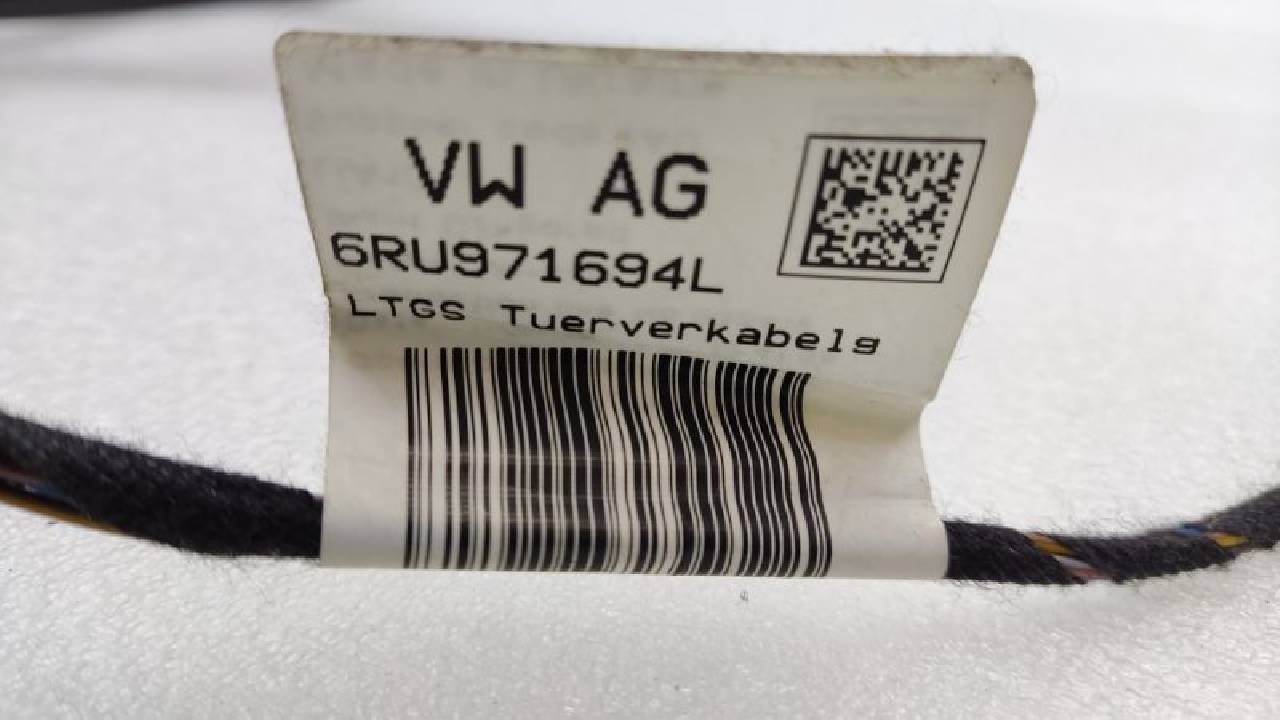 VW AG
6RU971694L
LTGS Tuerverkabelg